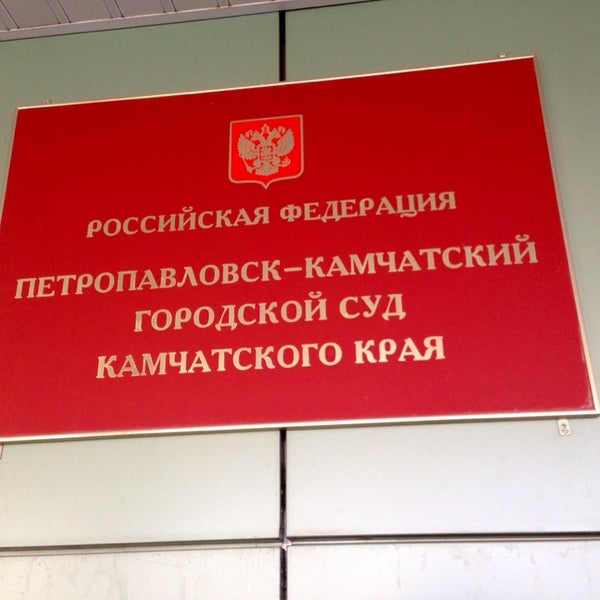 РОССИЙСКАЯ ФЕДЕРАЦИЯ
ПЕТРОПАВЛОВСК-КАМЧАТСКИЙ
ГОРОДСКОЙ СУД
КАМЧАТСКОГО КРАЯ